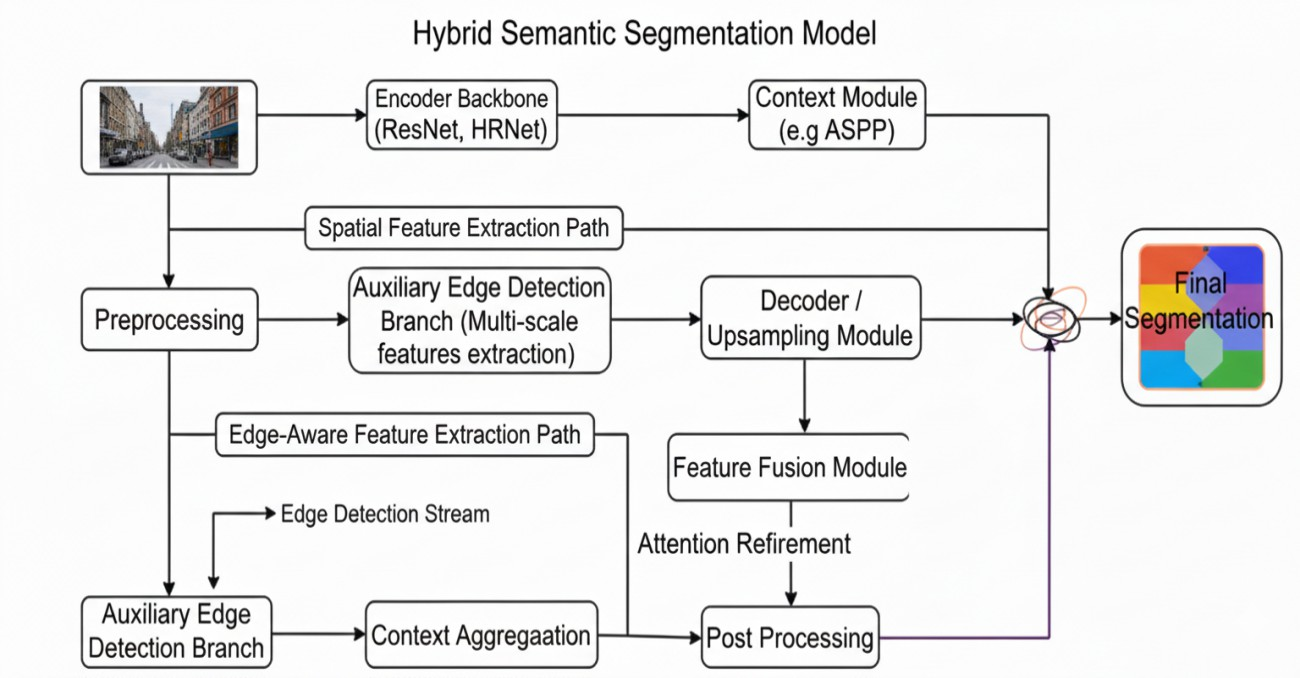 Hybrid Semantic Segmentation Model
Encoder Backbone
(ResNet, HRNet)
Context Module
(e.g ASPP)
Spatial Feature Extraction Path
Preprocessing
Auxiliary Edge Detection
Branch (Multi-scale
features extraction)
Decoder /
Upsampling Module
Final
Segmentation
Edge-Aware Feature Extraction Path
Feature Fusion Module
Edge Detection Stream
Attention Refirement
Auxiliary Edge
Detection Branch
Context Aggregaation
Post Processing